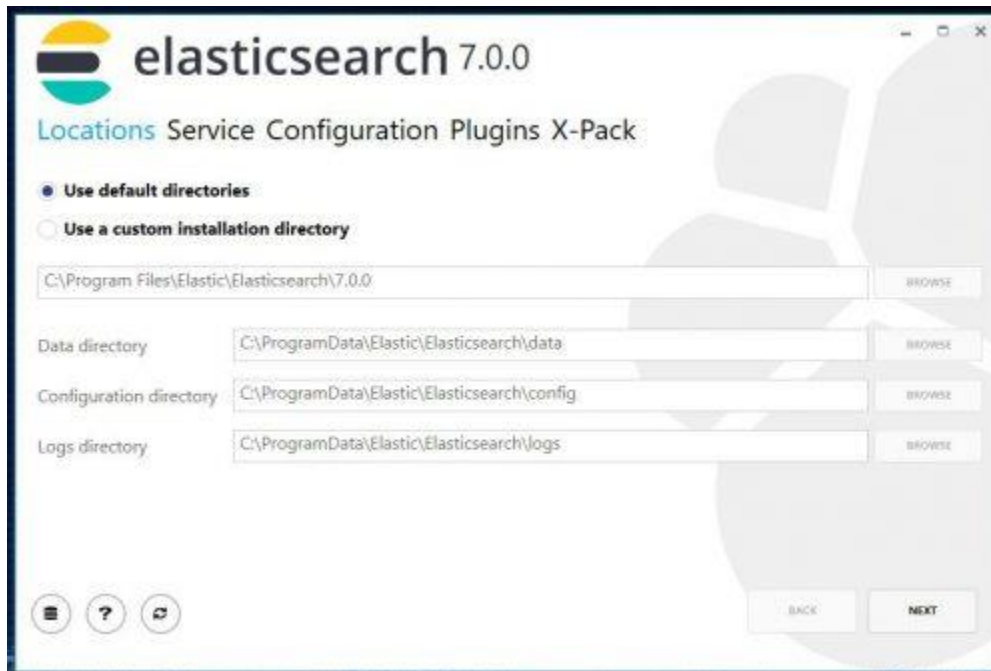 elasticsearch 7.0.0
Locations Service Configuration Plugins X-Pack
Use default directories
Use a custom installation directory
C:\Program Files\Elastic\Elasticsearch\7.0.0 BROWSE
Data directory C:\ProgramData\Elastic\Elasticsearch\data BROWSE
Configuration directory C:\ProgramData\Elastic\Elasticsearch\config BROWSE
Logs directory C:\ProgramData\Elastic\Elasticsearch\logs BROWSE
? BACK NEXT